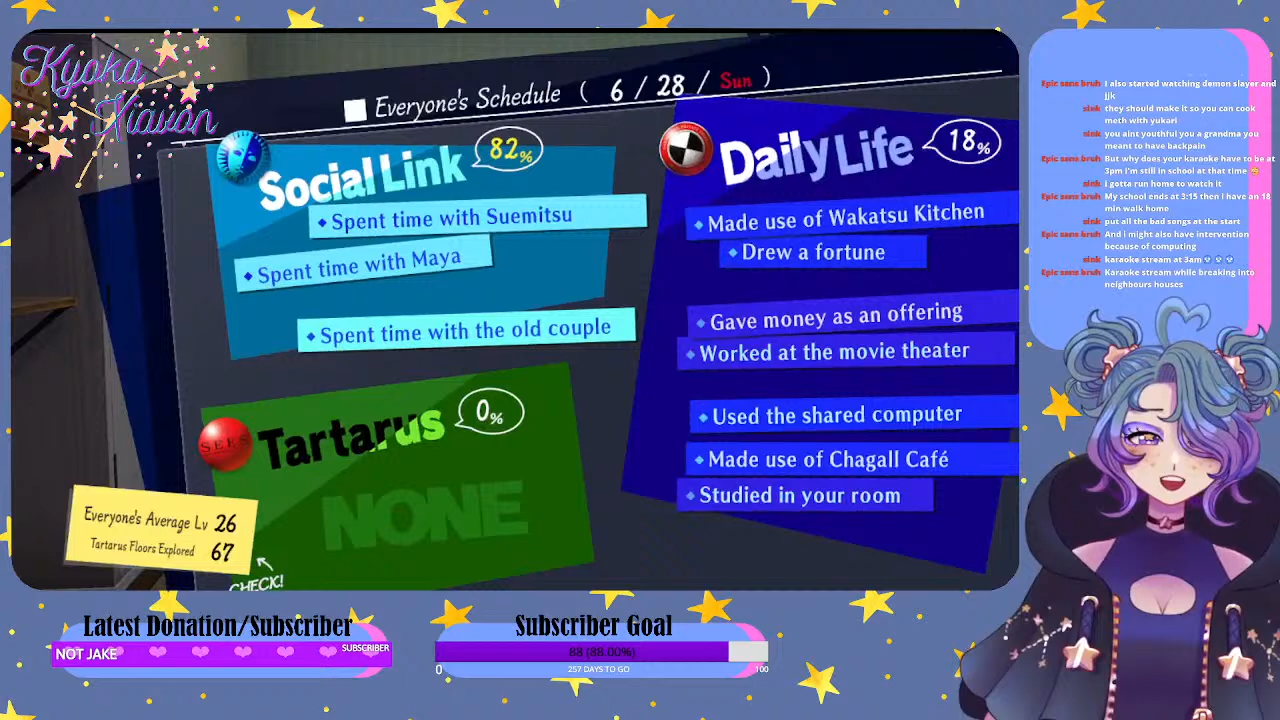 Kyoka
Xiavan
Everyone's Schedule ( 6 / 28 / Sun )
Social Link 82%
Spent time with Suemitsu
Spent time with Maya
Spent time with the old couple
Tartarus 0%
SEES
NONE
Everyone's Average Lv 26
Tartarus Floors Explored 67
CHECK!
Daily Life 18%
Made use of Wakatsu Kitchen
Drew a fortune
Gave money as an offering
Worked at the movie theater
Used the shared computer
Made use of Chagall Café
Studied in your room
Epic sans bruh I also started watching demon slayer and
jjk
sink they should make it so you can cook
meth with yukari
sink you aint youthful you a grandma you
meant to have backpain
Epic sans bruh But why does your karaoke have to be at
3pm I'm still in school at that time
sink i gotta run home to watch it
Epic sans bruh My school ends at 3:15 then I have an 18
min walk home
sink put all the bad songs at the start
Epic sans bruh And i might also have intervention
because of computing
sink karaoke stream at 3am
Epic sans bruh Karaoke stream while breaking into
neighbours houses
Latest Donation/Subscriber
NOT JAKE
SUBSCRIBER
Subscriber Goal
88 (88.00%)
0
257 DAYS TO GO
100